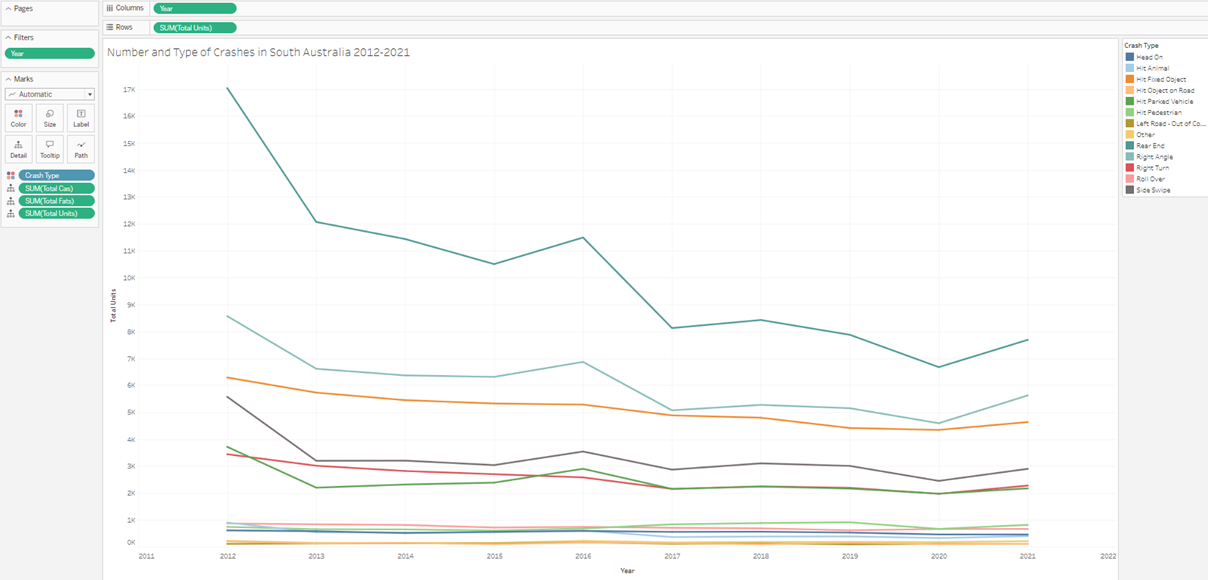 Pages
Columns
Year
Rows
SUM(Total Units)
Filters
Year
Marks
Automatic
Color
Size
Label
Detail
Tooltip
Path
Crash Type
SUM(Total Cas)
SUM(Total Fats)
SUM(Total Units)
Number and Type of Crashes in South Australia 2012-2021
17K
16K
15K
14K
13K
12K
11K
10K
9K
8K
7K
6K
5K
4K
3K
2K
1K
0K
Total Units
2011 2012 2013 2014 2015 2016 2017 2018 2019 2020 2021 2022
Year
Crash Type
Head On
Hit Animal
Hit Fixed Object
Hit Object on Road
Hit Parked Vehicle
Hit Pedestrian
Left Road - Out of Co...
Other
Rear End
Right Angle
Right Turn
Roll Over
Side Swipe